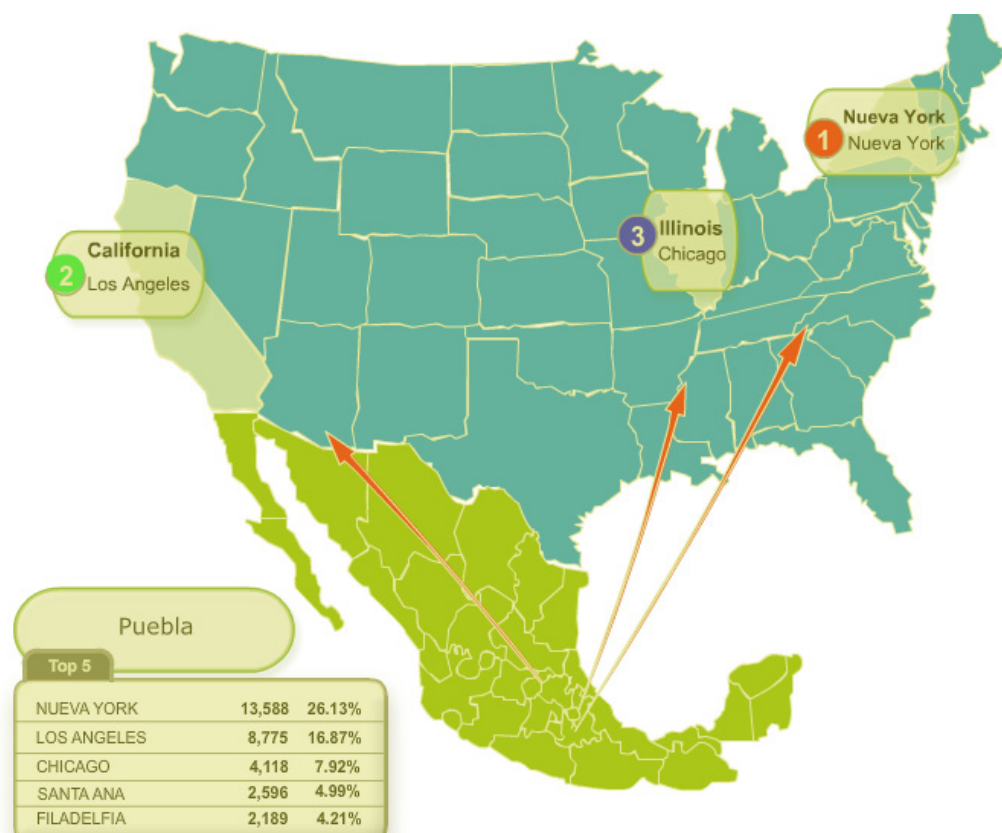 Nueva York
1 Nueva York
3 Illinois
Chicago
California
2 Los Angeles
Puebla
Top 5
NUEVA YORK 13,588 26.13%
LOS ANGELES 8,775 16.87%
CHICAGO 4,118 7.92%
SANTA ANA 2,596 4.99%
FILADELFIA 2,189 4.21%